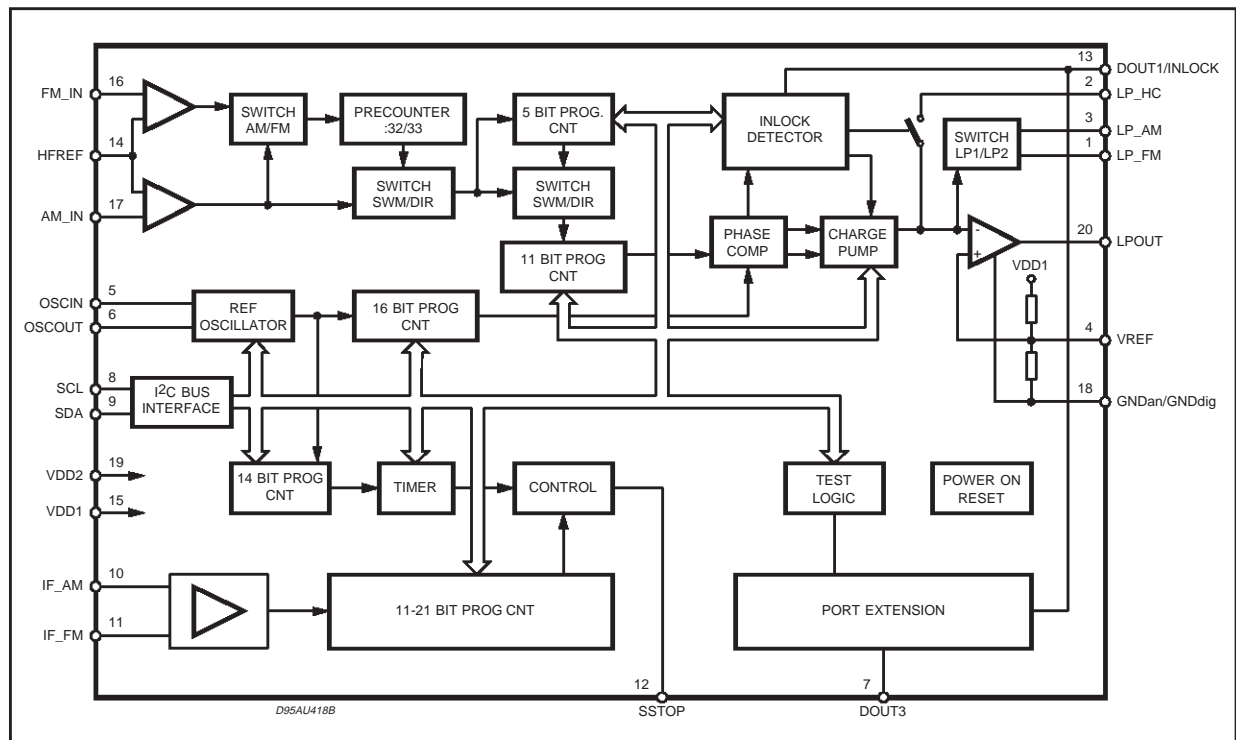 13
DOUT1/INLOCK
16
FM_IN
2
LP_HC
SWITCH
AM/FM
PRECOUNTER
:32/33
5 BIT PROG.
CNT
INLOCK
DETECTOR
3
LP_AM
SWITCH
LP1/LP2
1
LP_FM
14
HFREF
17
AM_IN
SWITCH
SWM/DIR
SWITCH
SWM/DIR
PHASE
COMP
CHARGE
PUMP
-
+
20
LPOUT
11 BIT PROG
CNT
VDD1
5
OSCIN
6
OSCOUT
REF
OSCILLATOR
16 BIT PROG
CNT
4
VREF
8
SCL
9
SDA
I2C BUS
INTERFACE
18
GNDan/GNDdig
19
VDD2
15
VDD1
14 BIT PROG
CNT
TIMER
CONTROL
TEST
LOGIC
POWER ON
RESET
10
IF_AM
11
IF_FM
11-21 BIT PROG CNT
PORT EXTENSION
12
SSTOP
7
DOUT3
D95AU418B